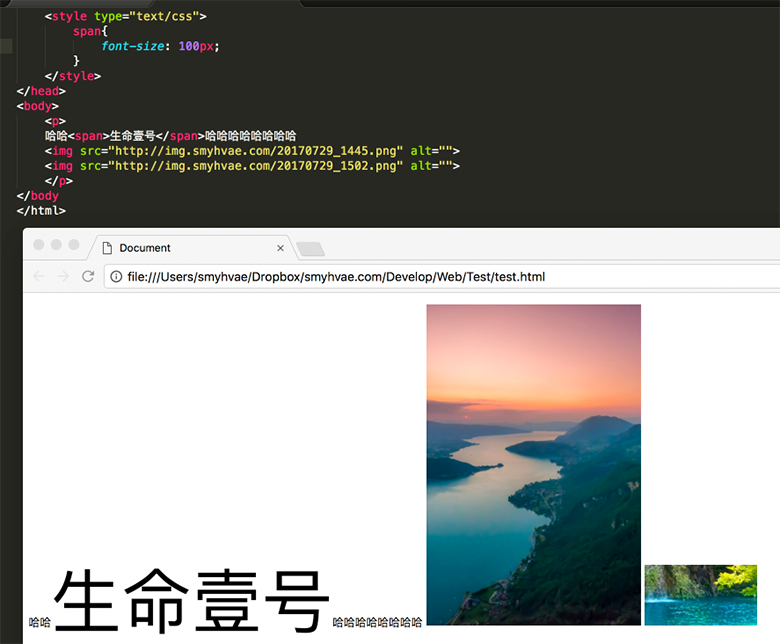 <style type="text/css">
span{
font-size: 100px;
}
</style>
</head>
<body>
<p>
哈哈<span>生命壹号</span>哈哈哈哈哈哈哈哈
<img src="http://img.smyhvae.com/20170729_1445.png" alt="">
<img src="http://img.smyhvae.com/20170729_1502.png" alt="">
</p>
</body
</html>
Document
file:///Users/smyhvae/Dropbox/smyhvae.com/Develop/Web/Test/test.html
哈哈生命壹号哈哈哈哈哈哈哈哈